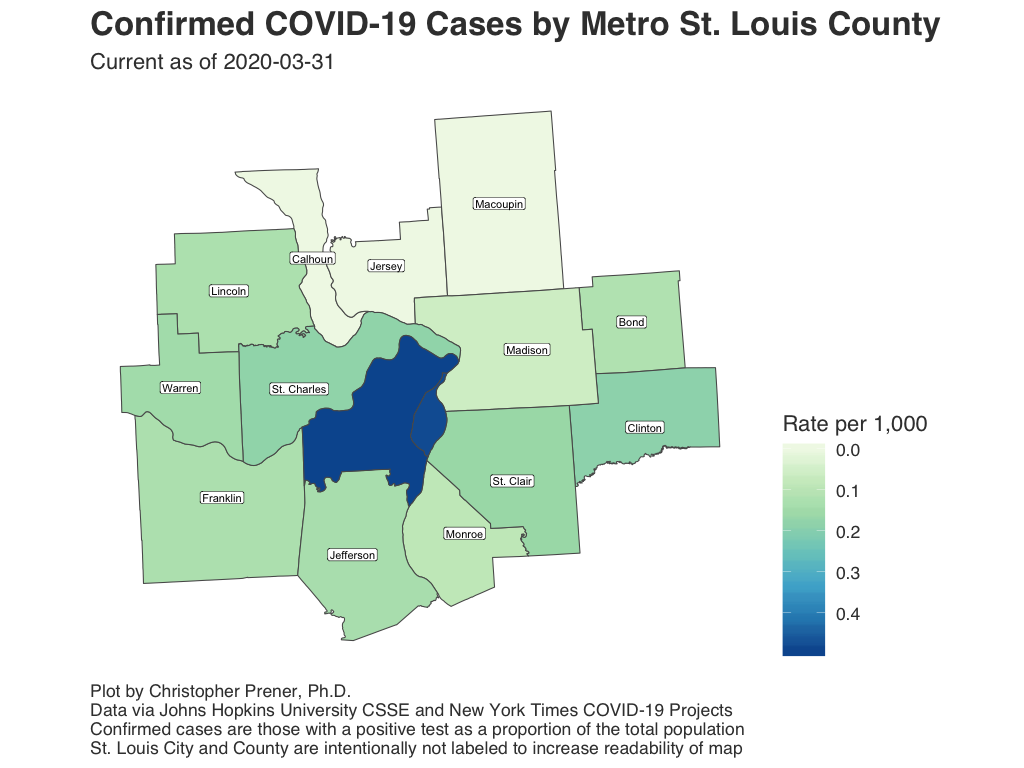 Confirmed COVID-19 Cases by Metro St. Louis County
Current as of 2020-03-31
Macoupin
Calhoun
Jersey
Lincoln
Bond
Madison
Warren
St. Charles
Clinton
St. Clair
Franklin
Monroe
Jefferson
Rate per 1,000
0.0
0.1
0.2
0.3
0.4
Plot by Christopher Prener, Ph.D.
Data via Johns Hopkins University CSSE and New York Times COVID-19 Projects
Confirmed cases are those with a positive test as a proportion of the total population
St. Louis City and County are intentionally not labeled to increase readability of map